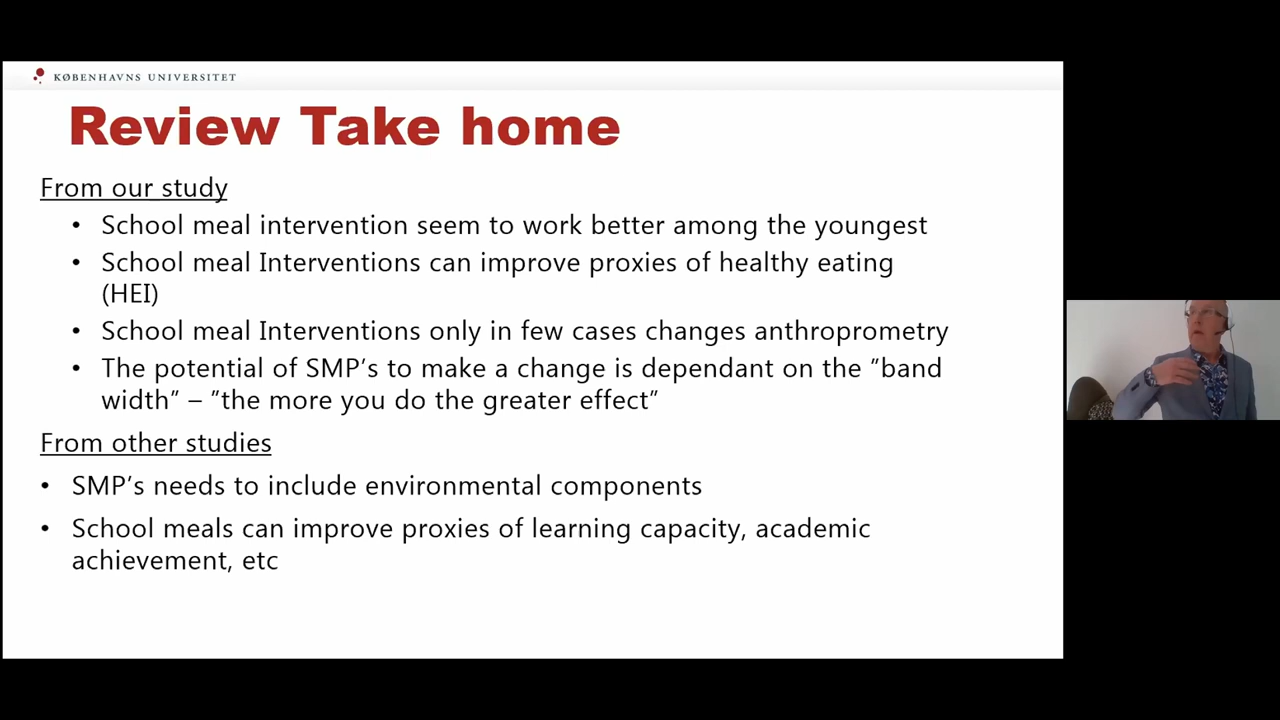 KØBENHAVNS UNIVERSITET
Review Take home
From our study
• School meal intervention seem to work better among the youngest
• School meal Interventions can improve proxies of healthy eating
(HEI)
• School meal Interventions only in few cases changes anthroprometry
• The potential of SMP’s to make a change is dependant on the ”band
width” – ”the more you do the greater effect”
From other studies
• SMP’s needs to include environmental components
• School meals can improve proxies of learning capacity, academic
achievement, etc